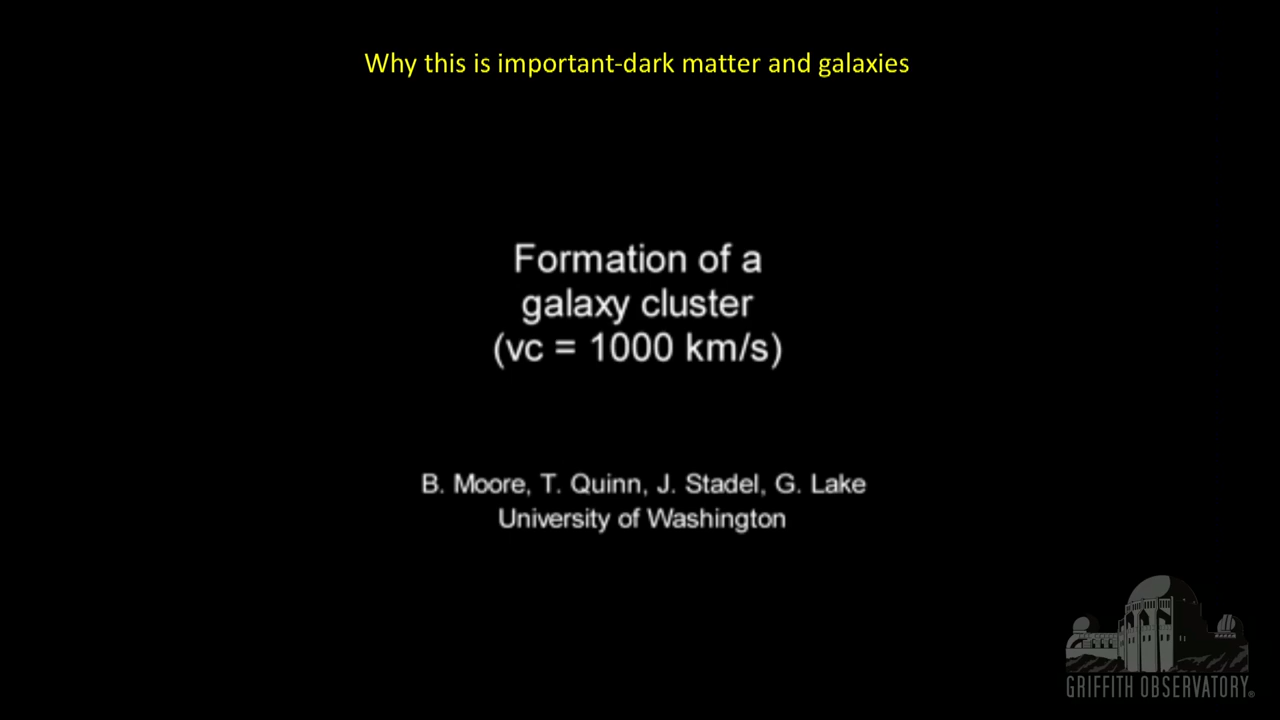 Why this is important-dark matter and galaxies
Formation of a
galaxy cluster
(vc = 1000 km/s)
B. Moore, T. Quinn, J. Stadel, G. Lake
University of Washington
GRIFFITH OBSERVATORY®